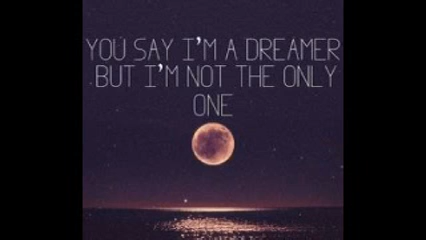 YOU SAY I'M A DREAMER
BUT I'M NOT THE ONLY
ONE